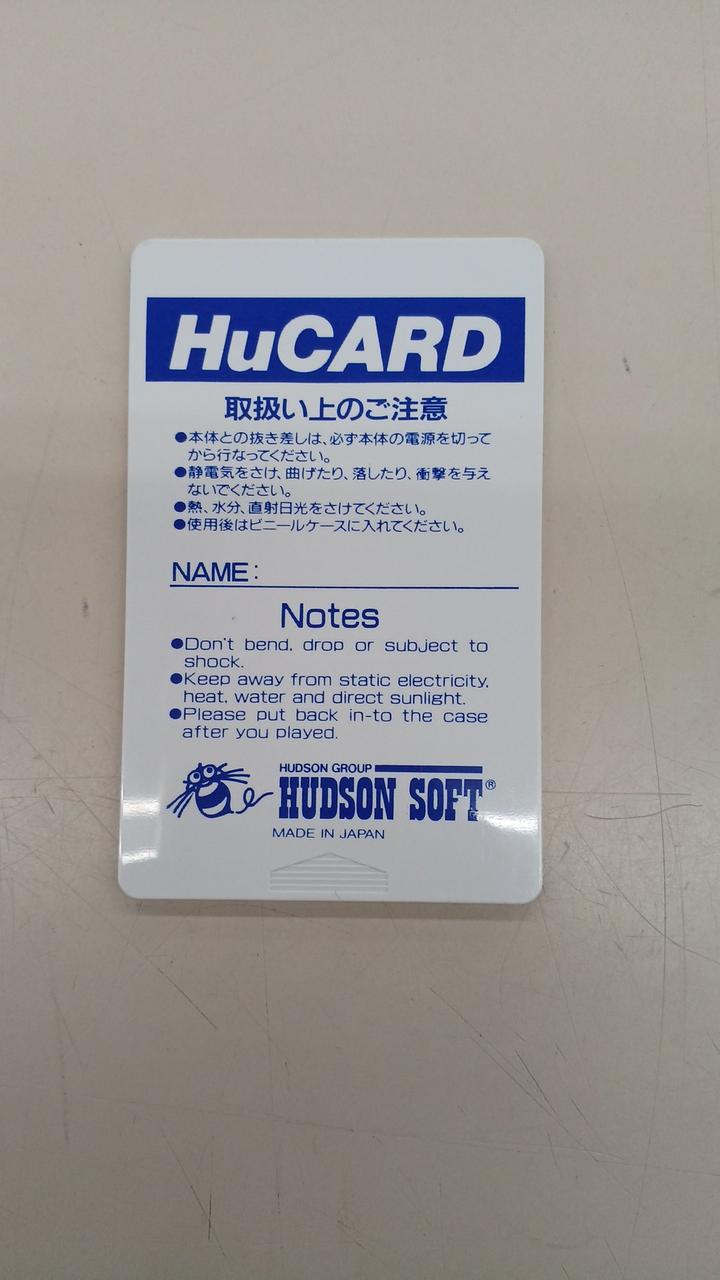 HuCARD
取扱い上のご注意
●本体との抜き差しは、必ず本体の電源を切って
から行なってください。
●静電気をさけ、曲げたり、落したり、衝撃を与え
ないでください。
●熱、水分、直射日光をさけてください。
●使用後はビニールケースに入れてください。
NAME:
Notes
●Don't bend, drop or subject to
shock.
●Keep away from static electricity,
heat, water and direct sunlight.
●Please put back in-to the case
after you played.
HUDSON GROUP
HUDSON SOFT®
MADE IN JAPAN